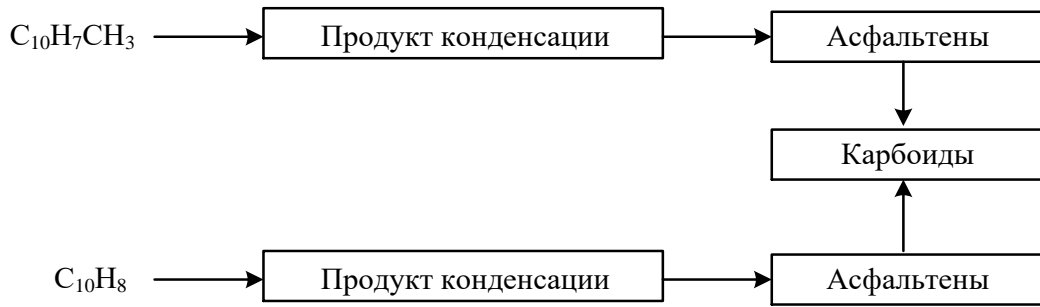 C₁₀H₇CH₃ Продукт конденсации Асфальтены
Карбоиды
C₁₀H₈ Продукт конденсации Асфальтены